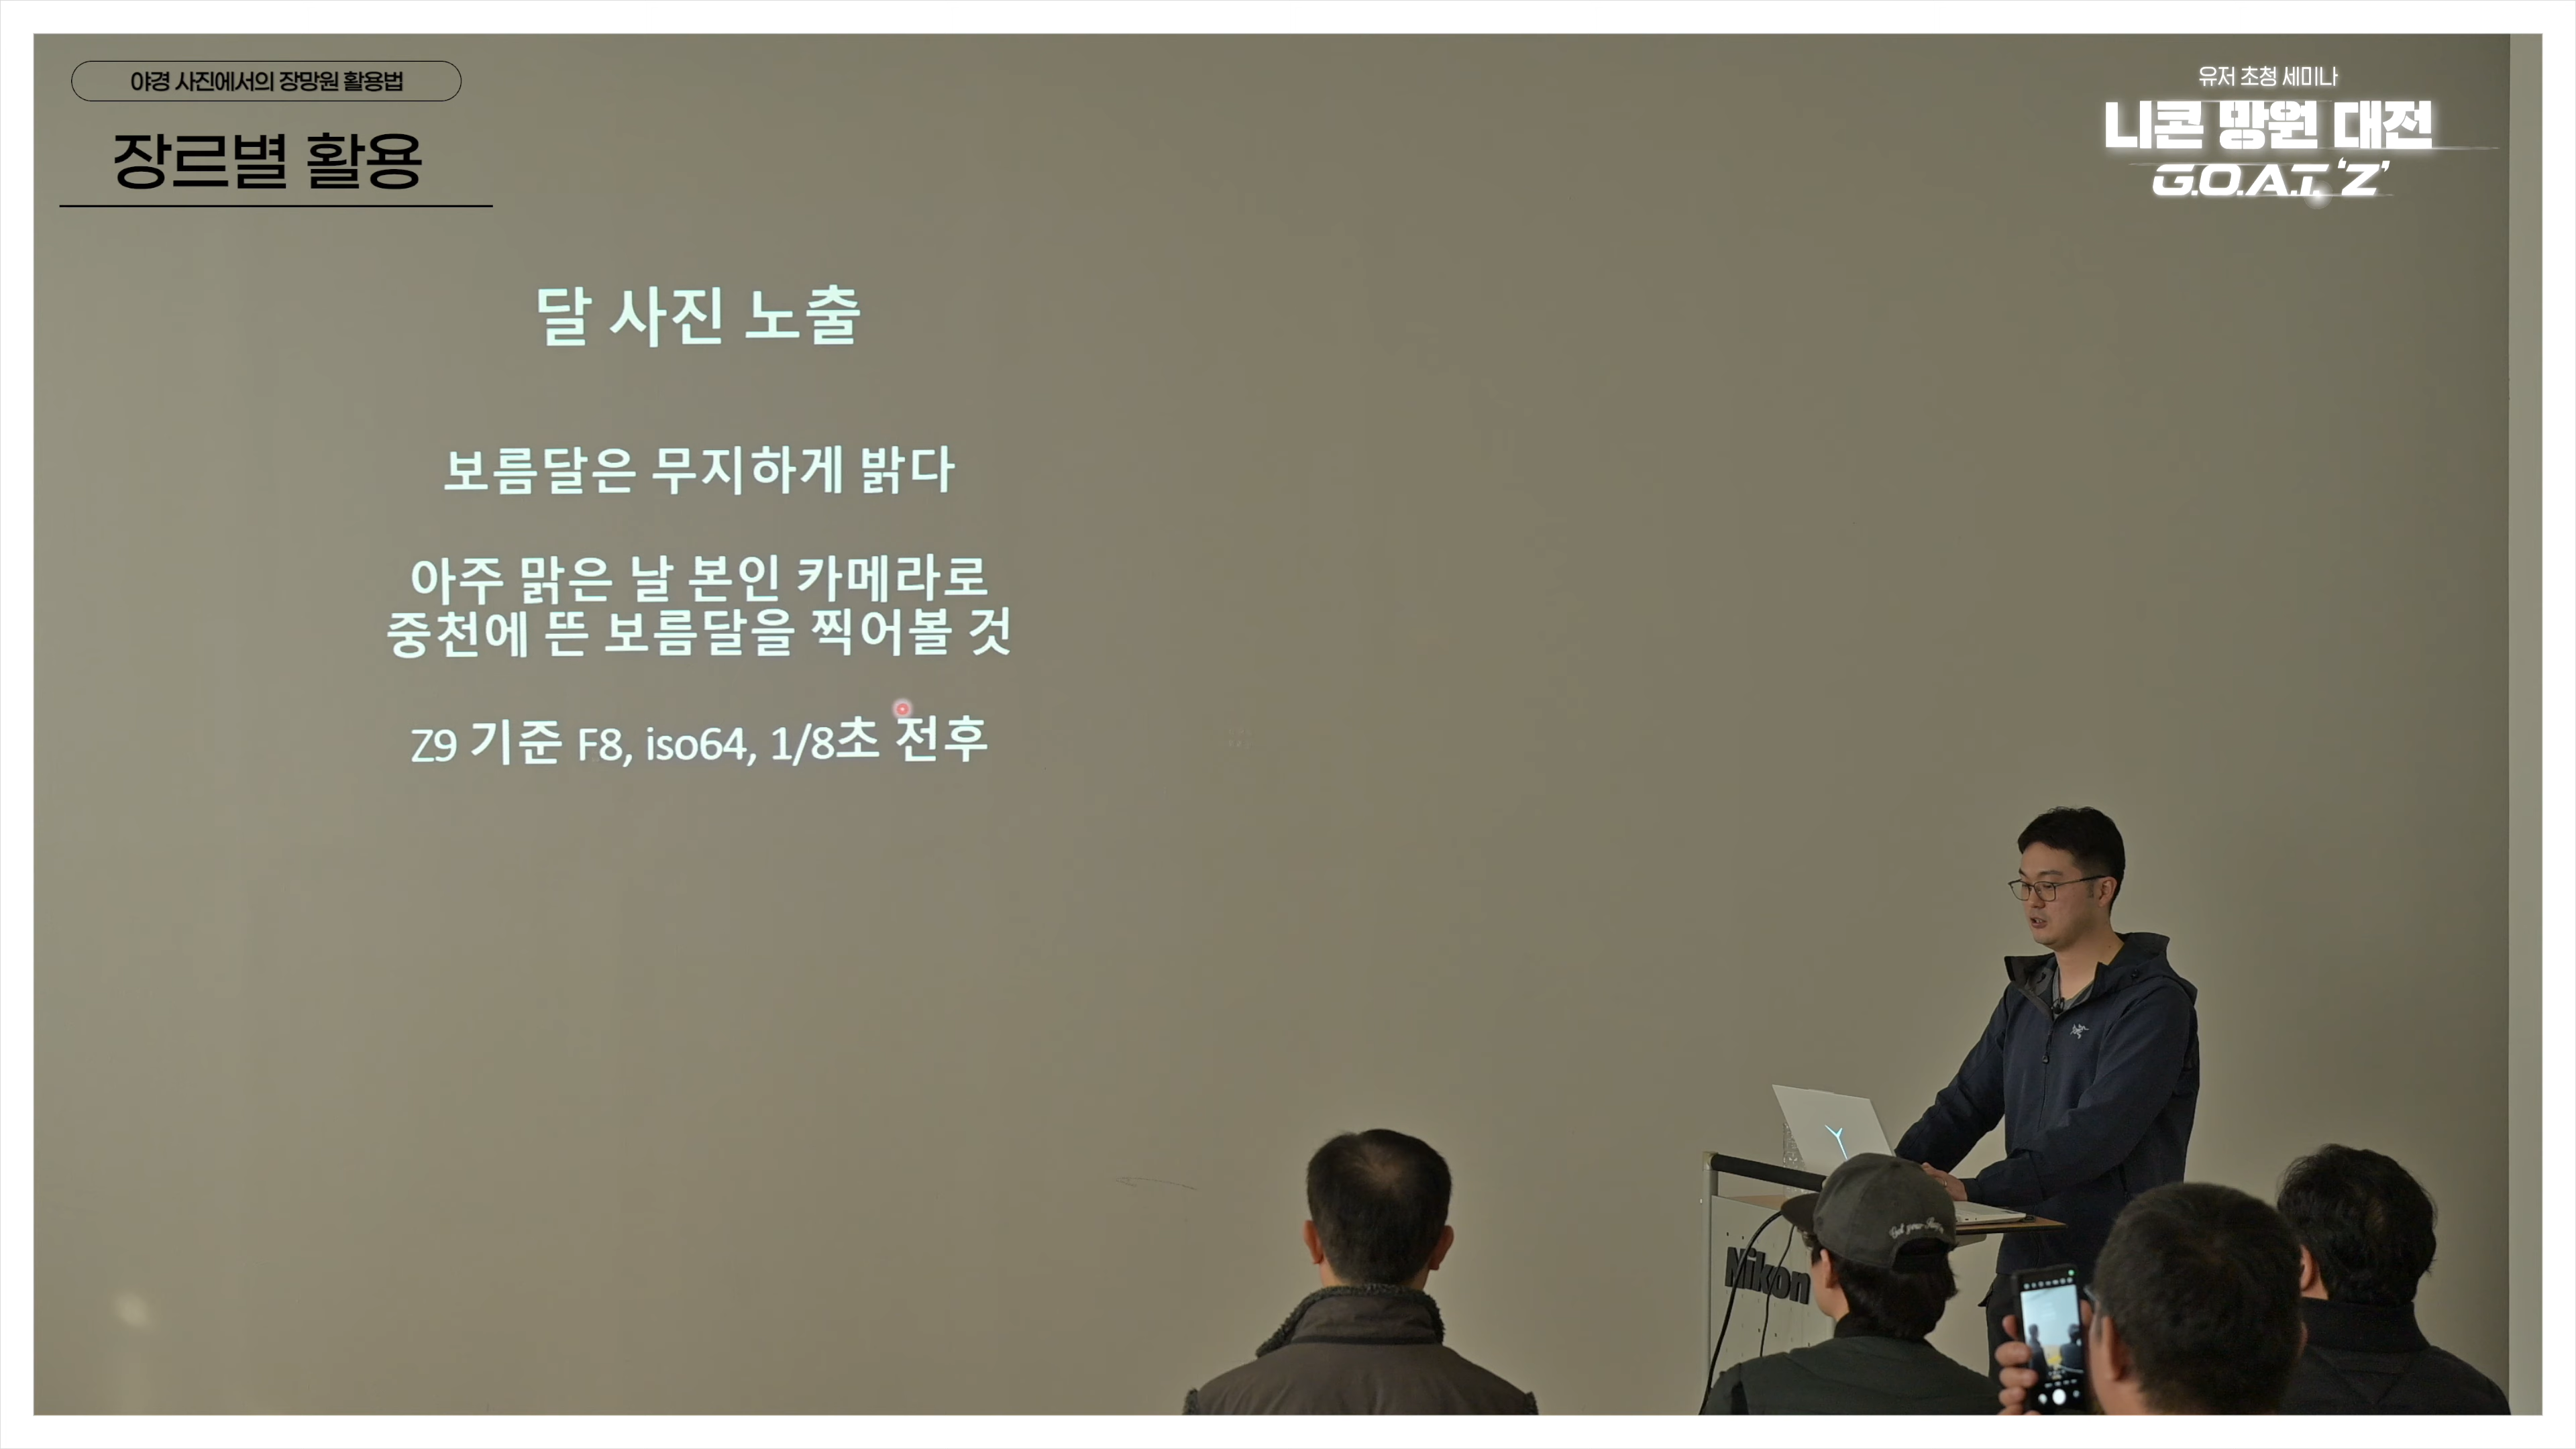 야경 사진에서의 장망원 활용법
장르별 활용
유저 초청 세미나
니콘 망원 대전
G.O.A.T. 'Z'
달 사진 노출
보름달은 무지하게 밝다
아주 맑은 날 본인 카메라로
중천에 뜬 보름달을 찍어볼 것
Z9 기준 F8, iso64, 1/8초 전후
Nikon